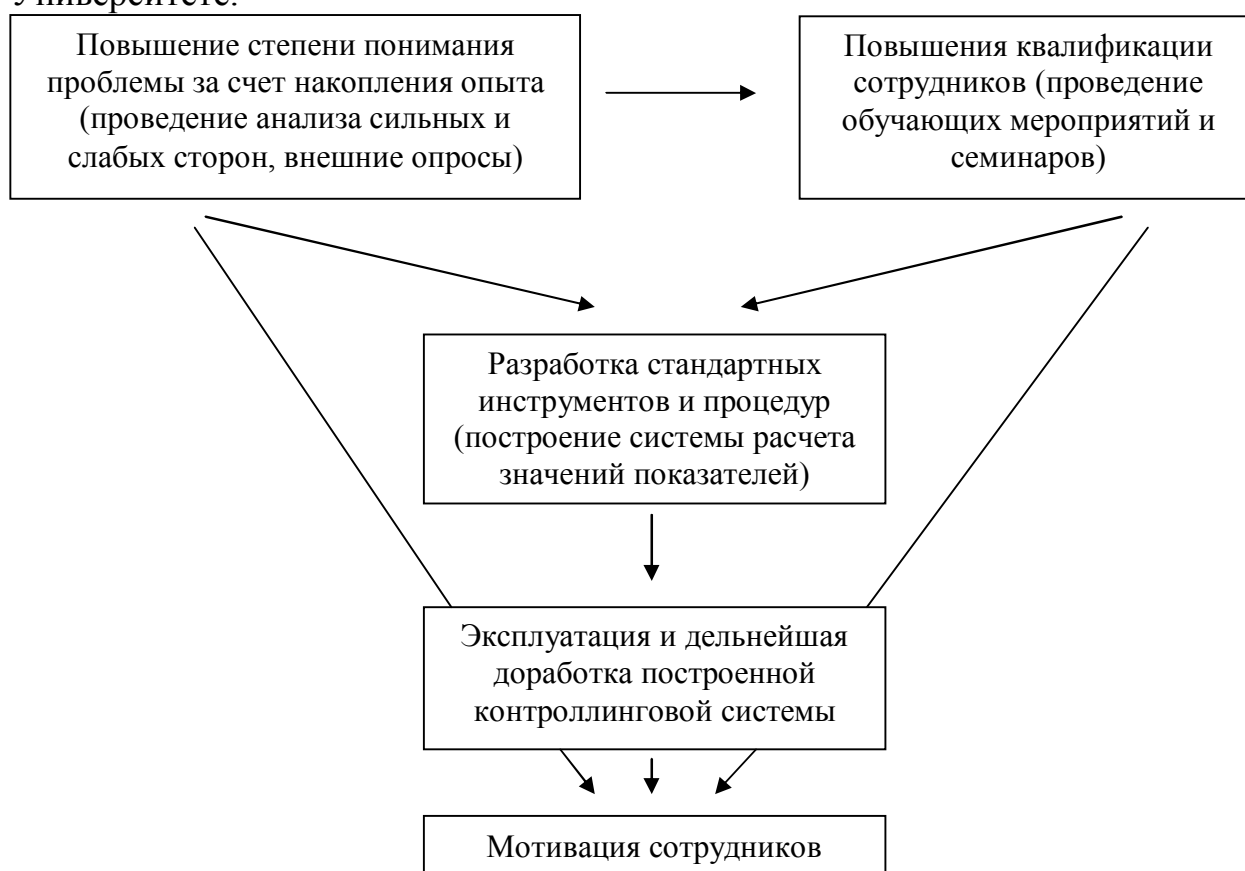 Университете.
Повышение степени понимания
проблемы за счет накопления опыта
(проведение анализа сильных и
слабых сторон, внешние опросы)
Повышения квалификации
сотрудников (проведение
обучающих мероприятий и
семинаров)
Разработка стандартных
инструментов и процедур
(построение системы расчета
значений показателей)
Эксплуатация и дельнейшая
доработка построенной
контроллинговой системы
Мотивация сотрудников